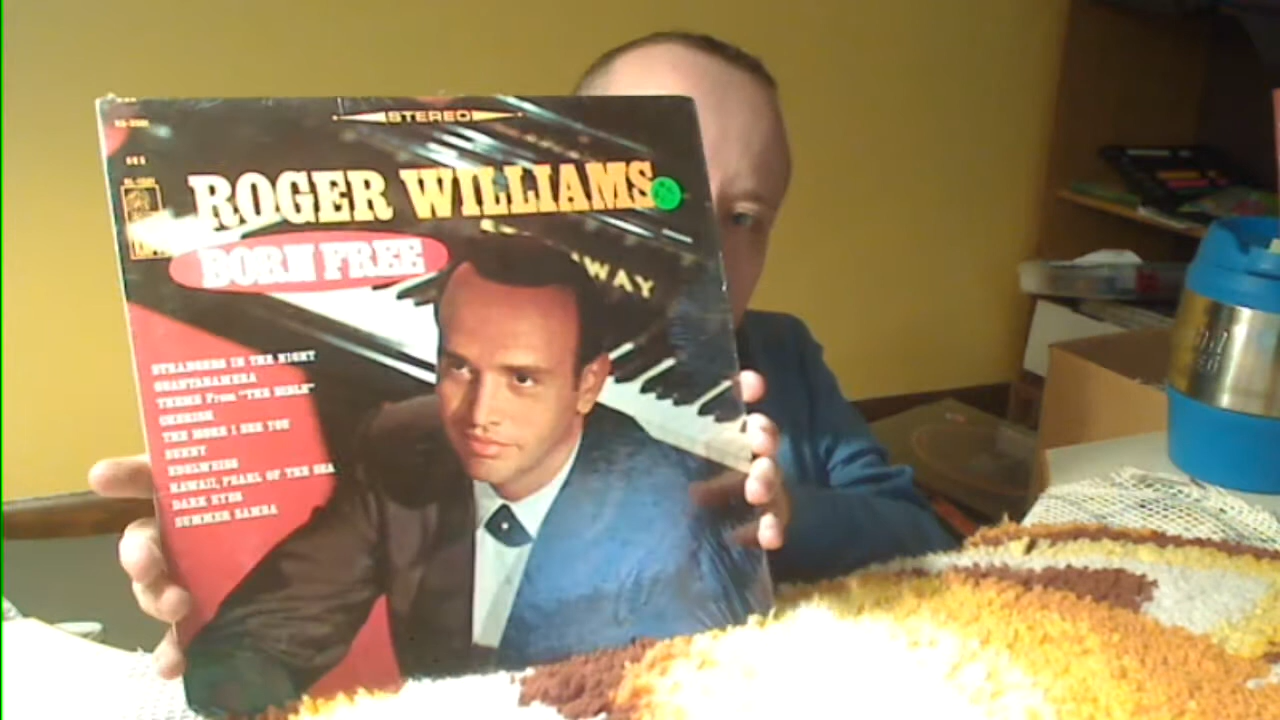 STEREO
ROGER WILLIAMS
BORN FREE
WAY
STRANGERS IN THE NIGHT
GUANTANAMERA
THEME From "THE BIBLE"
CHERISH
THE MORE I SEE YOU
SUNNY
EDELWEISS
HAWAII, PEARL OF THE SEA
DARK EYES
SUMMER SAMBA